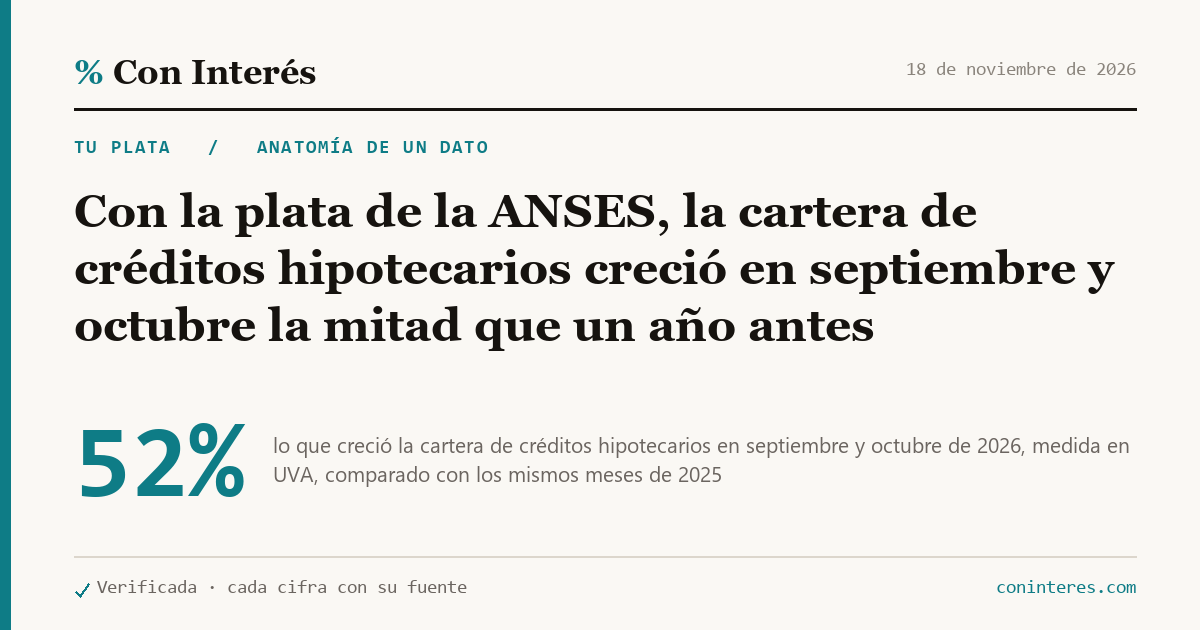 % Con Interés
18 de noviembre de 2026
TU PLATA / ANATOMÍA DE UN DATO
Con la plata de la ANSES, la cartera de
créditos hipotecarios creció en septiembre y
octubre la mitad que un año antes
52%
lo que creció la cartera de créditos hipotecarios en septiembre y octubre de 2026, medida en
UVA, comparado con los mismos meses de 2025
✓ Verificada · cada cifra con su fuente
coninteres.com